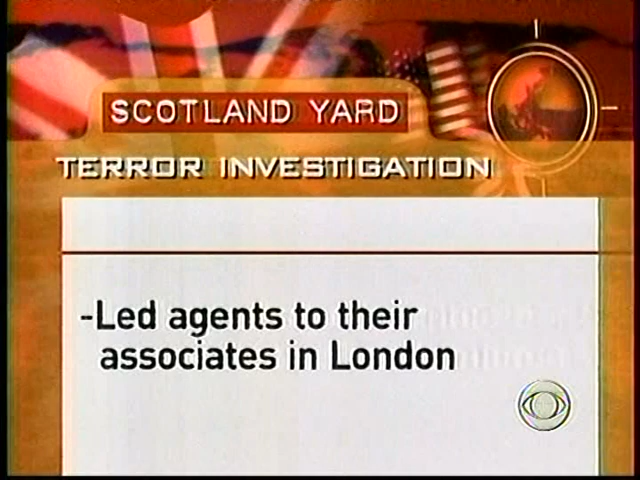 SCOTLAND YARD
TERROR INVESTIGATION
-Led agents to their
associates in London